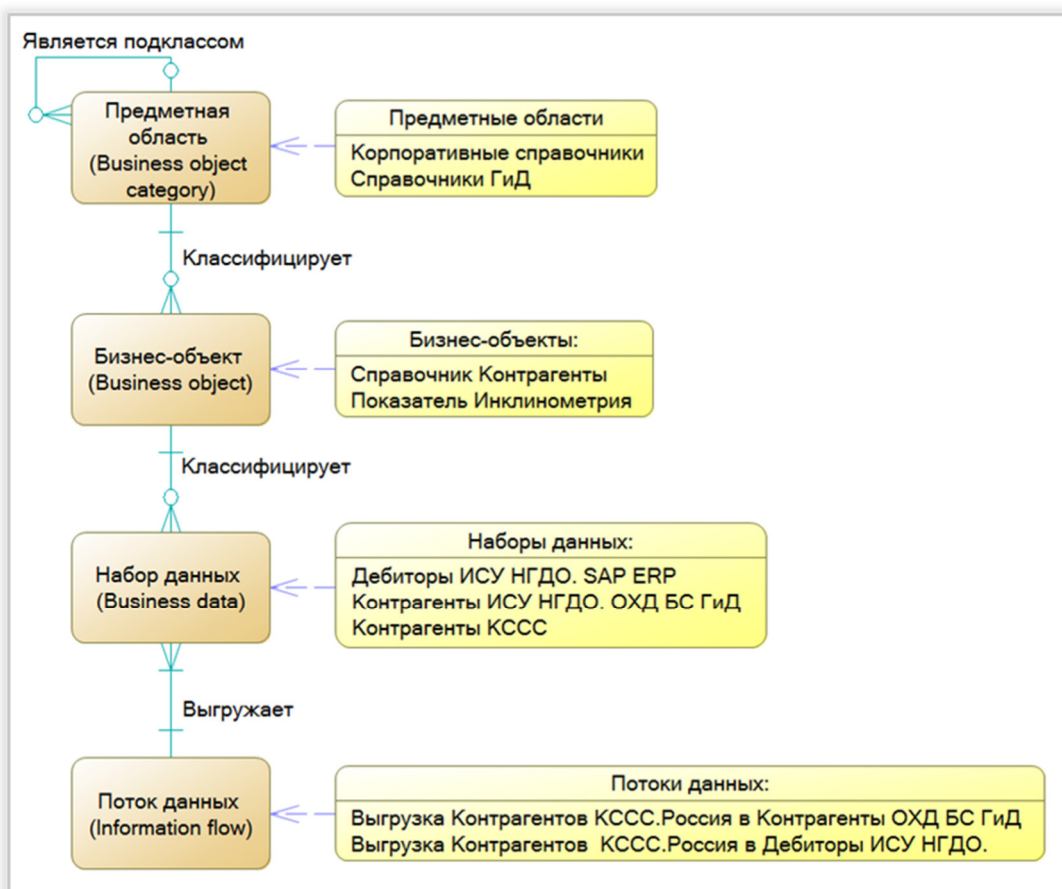 Является подклассом
Предметная
область
(Business object
category)
Предметные области
Корпоративные справочники
Справочники ГиД
Классифицирует
Бизнес-объект
(Business object)
Бизнес-объекты:
Справочник Контрагенты
Показатель Инклинометрия
Классифицирует
Набор данных
(Business data)
Наборы данных:
Дебиторы ИСУ НГДО. SAP ERP
Контрагенты ИСУ НГДО. ОХД БС ГиД
Контрагенты КССС
Выгружает
Поток данных
(Information flow)
Потоки данных:
Выгрузка Контрагентов КССС.Россия в Контрагенты ОХД БС ГиД
Выгрузка Контрагентов КССС.Россия в Дебиторы ИСУ НГДО.